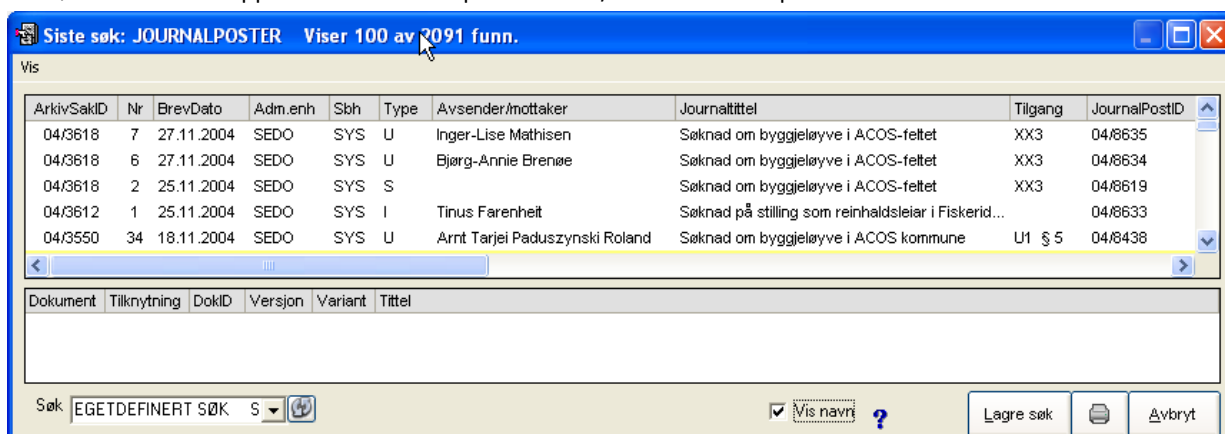 Siste søk: JOURNALPOSTER Viser 100 av 2091 funn.
Vis
ArkivSakID Nr BrevDato Adm.enh Sbh Type Avsender/mottaker Journaltittel Tilgang JournalPostID
04/3618 7 27.11.2004 SEDO SYS U Inger-Lise Mathisen Søknad om byggjeløyve i ACOS-feltet XX3 04/8635
04/3618 6 27.11.2004 SEDO SYS U Bjørg-Annie Brenøe Søknad om byggjeløyve i ACOS-feltet XX3 04/8634
04/3618 2 25.11.2004 SEDO SYS S Søknad om byggjeløyve i ACOS-feltet XX3 04/8619
04/3612 1 25.11.2004 SEDO SYS I Tinus Farenheit Søknad på stilling som reinhaldsleiar i Fiskerid... 04/8633
04/3550 34 18.11.2004 SEDO SYS U Arnt Tarjei Paduszynski Roland Søknad om byggjeløyve i ACOS kommune U1 § 5 04/8438
Dokument Tilknytning DokID Versjon Variant Tittel
Søk EGETDEFINERT SØK S Vis navn ? Lagre søk Avbryt